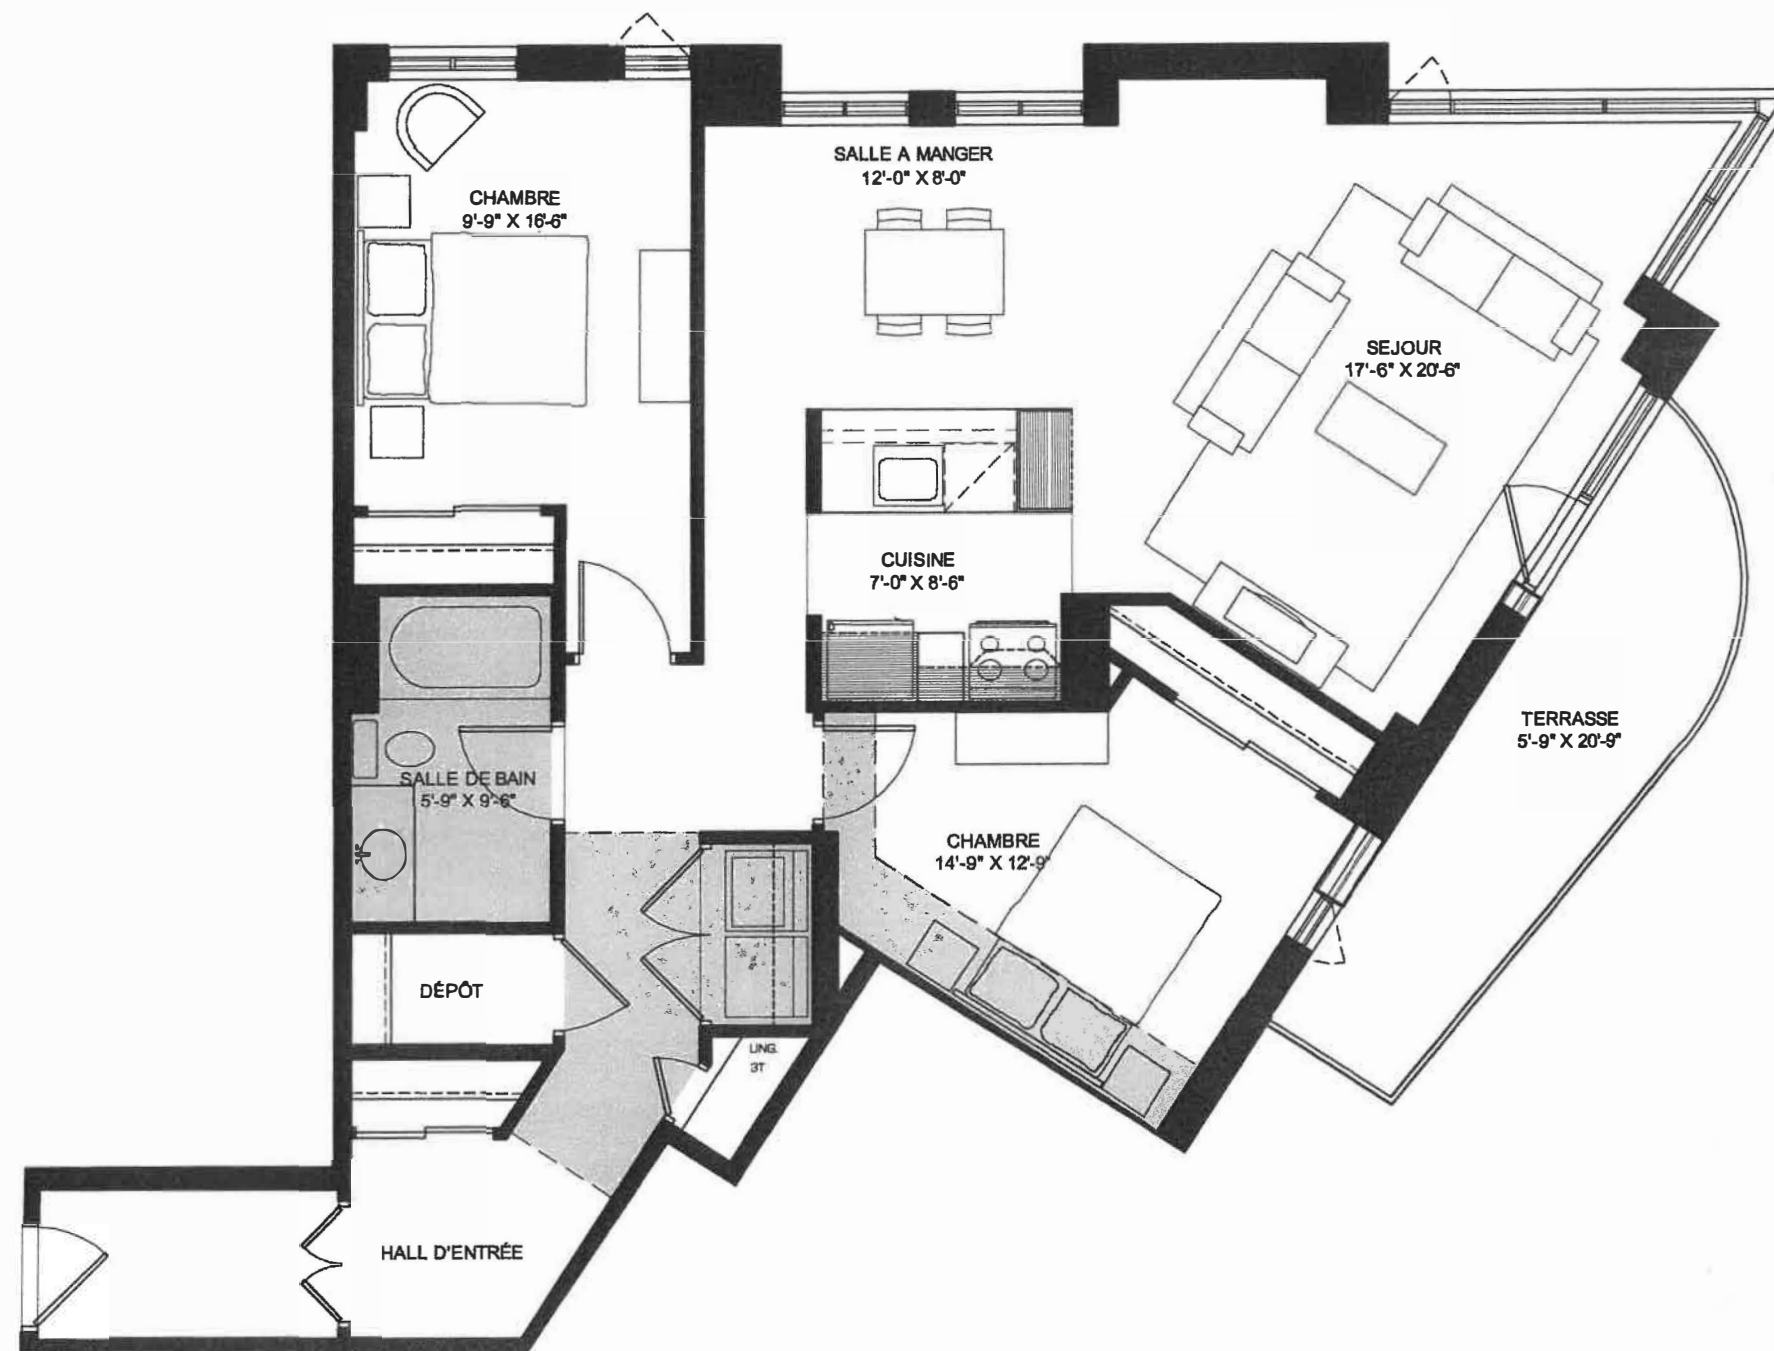 SALLE A MANGER
12'-0" X 8'-0"
CHAMBRE
9'-9" X 16'-6"
SEJOUR
17'-6" X 20'-6"
CUISINE
7'-0" X 8'-6"
TERRASSE
5'-9" X 20'-9"
SALLE DE BAIN
5'-9" X 9'-6"
CHAMBRE
14'-9" X 12'-9"
DÉPÔT
LING.
3T
HALL D'ENTRÉE